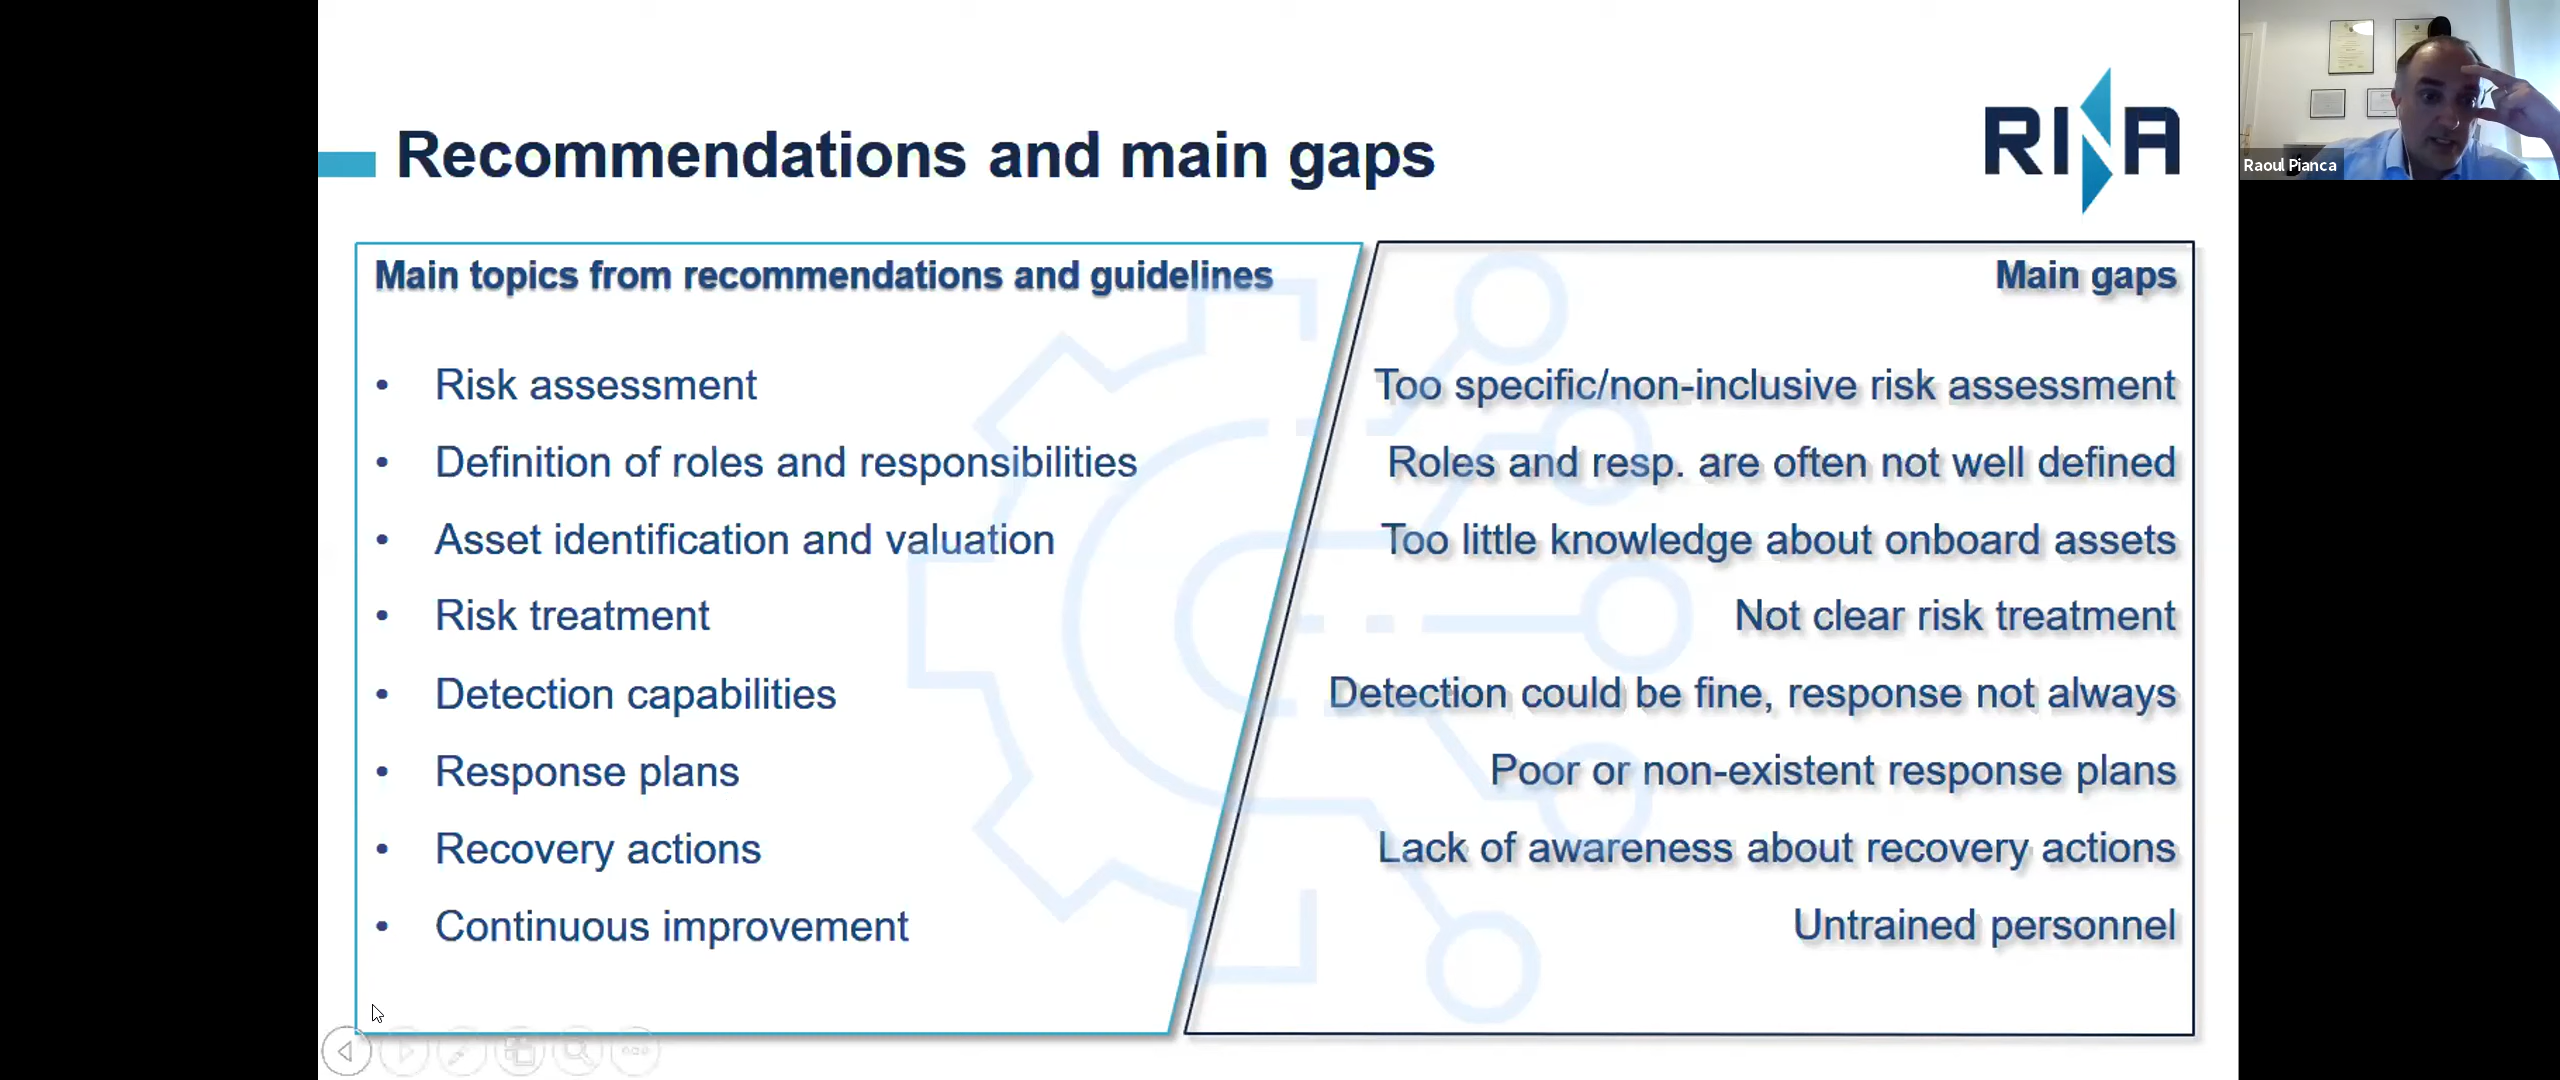 Recommendations and main gaps
RINA
Raoul Pianca
Main topics from recommendations and guidelines
• Risk assessment
• Definition of roles and responsibilities
• Asset identification and valuation
• Risk treatment
• Detection capabilities
• Response plans
• Recovery actions
• Continuous improvement
Main gaps
Too specific/non-inclusive risk assessment
Roles and resp. are often not well defined
Too little knowledge about onboard assets
Not clear risk treatment
Detection could be fine, response not always
Poor or non-existent response plans
Lack of awareness about recovery actions
Untrained personnel